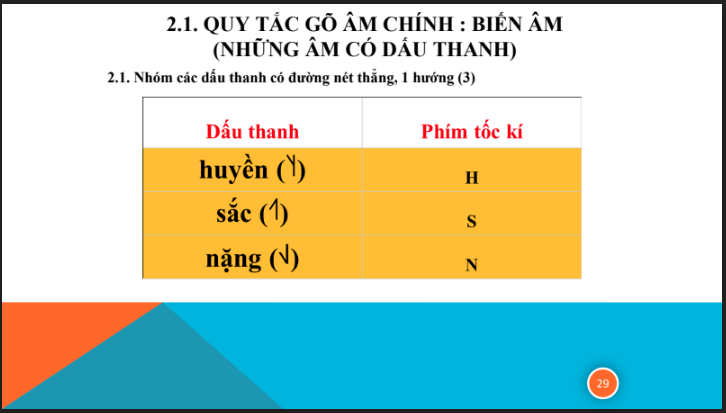 2.1. QUY TẮC GÕ ÂM CHÍNH : BIẾN ÂM
(NHỮNG ÂM CÓ DẤU THANH)
2.1. Nhóm các dấu thanh có đường nét thẳng, 1 hướng (3)
Dấu thanh Phím tốc kí
huyền (Ⴤ) H
sắc (1) S
nặng (√) N
29